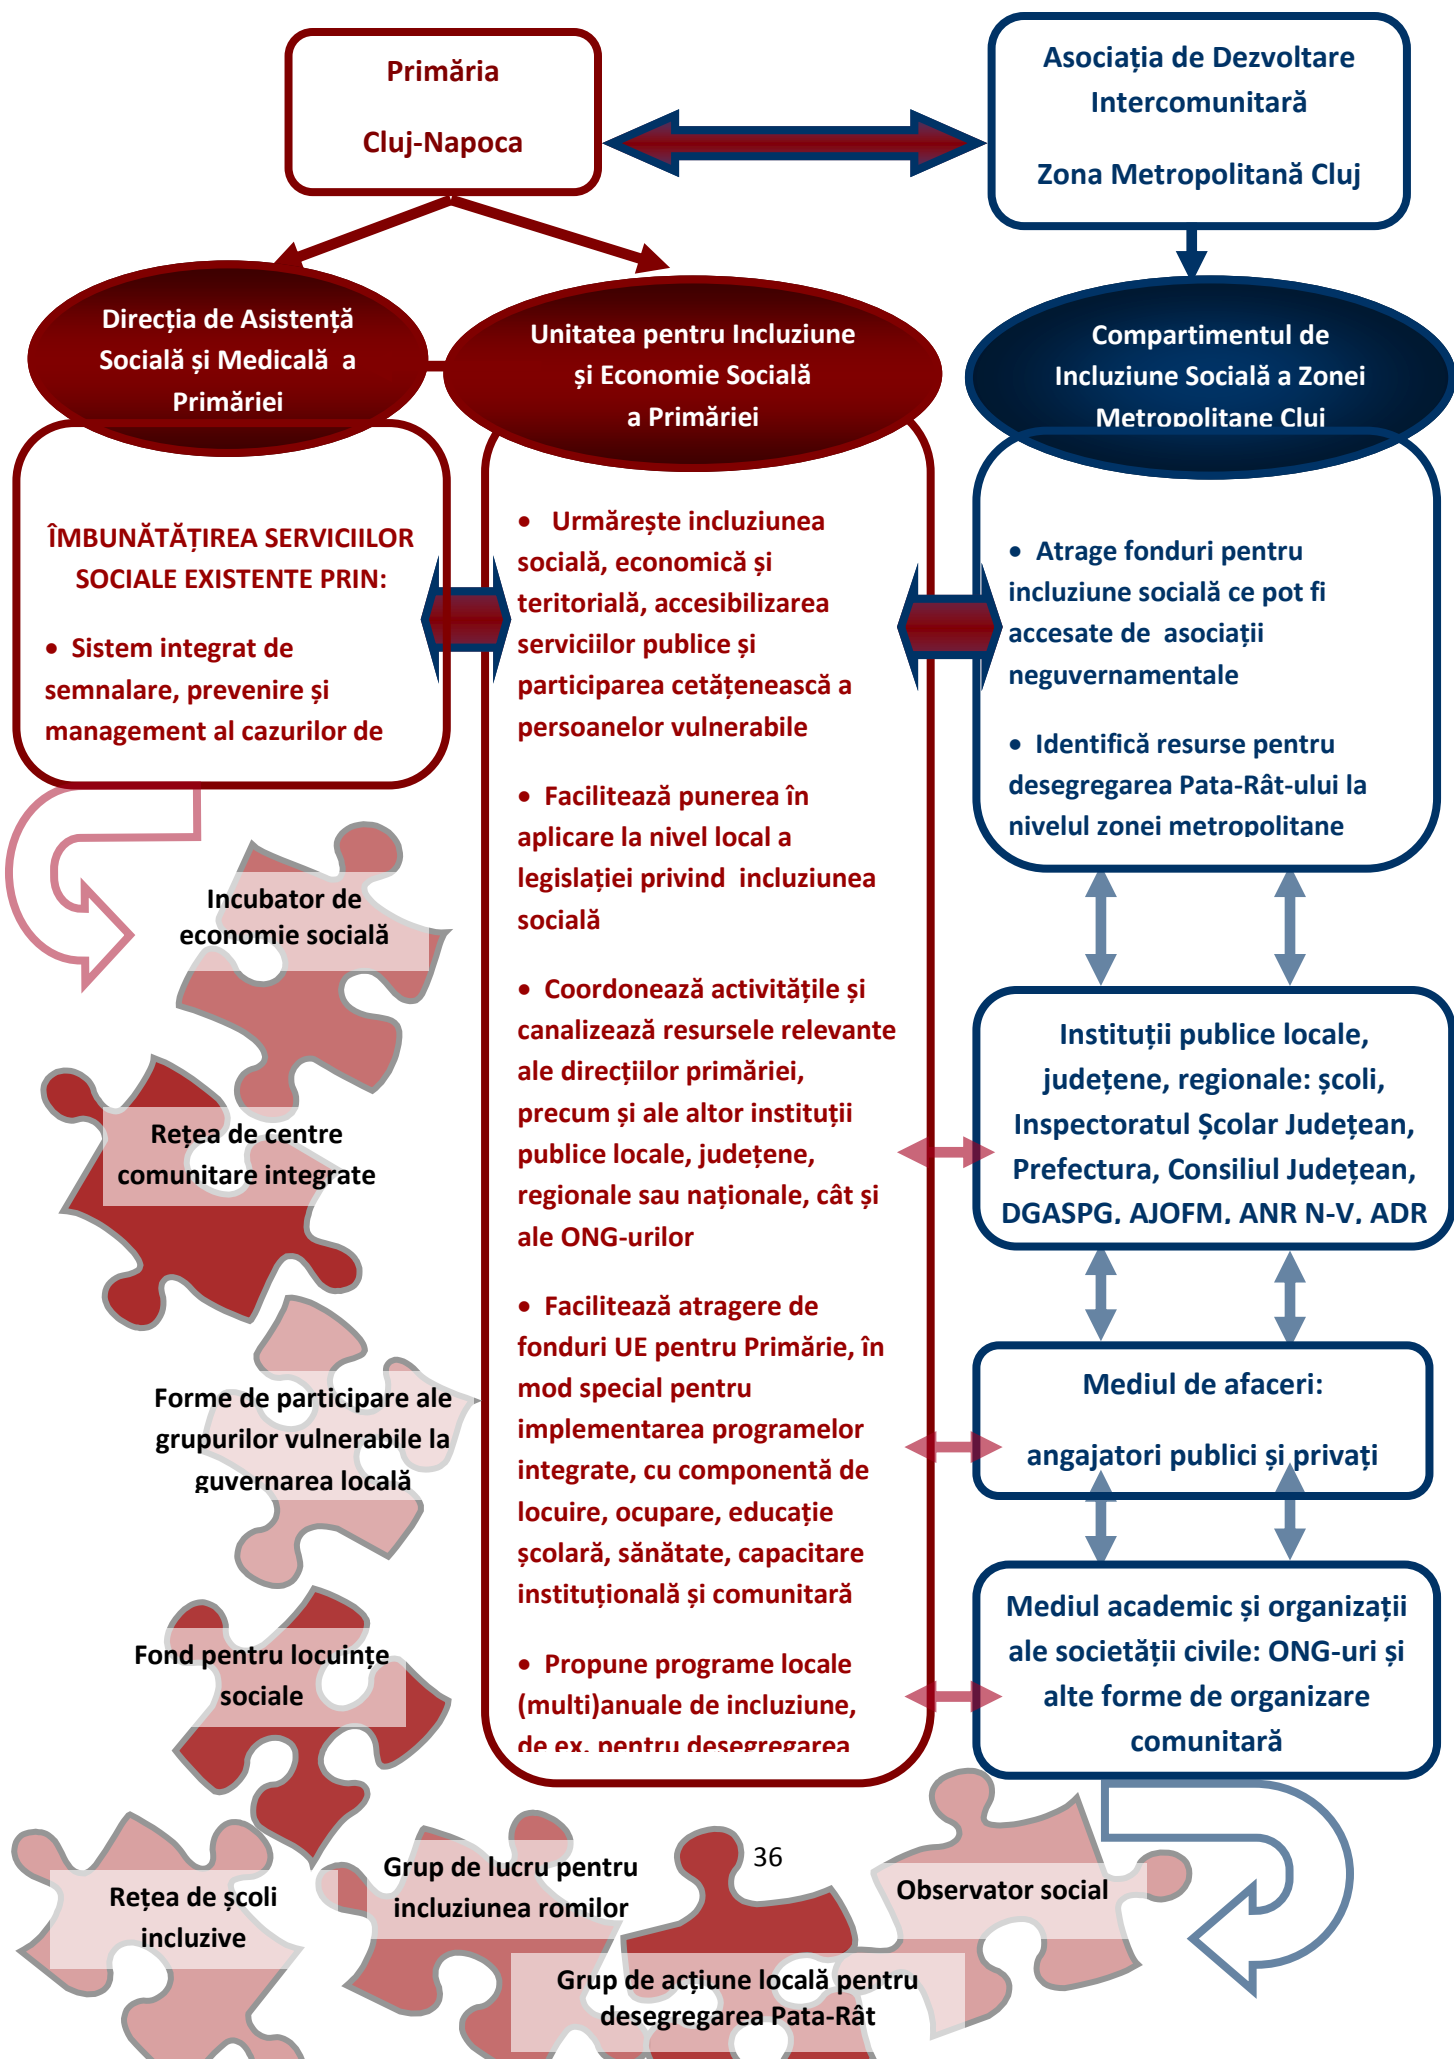 Primăria
Cluj-Napoca
Asociația de Dezvoltare
Intercomunitară
Zona Metropolitană Cluj
Direcția de Asistență
Socială și Medicală a
Primăriei
Unitatea pentru Incluziune
și Economie Socială
a Primăriei
Compartimentul de
Incluziune Socială a Zonei
Metropolitane Cluj
ÎMBUNĂTĂȚIREA SERVICIILOR
SOCIALE EXISTENTE PRIN:
• Sistem integrat de
semnalare, prevenire și
management al cazurilor de
• Urmărește incluziunea
socială, economică și
teritorială, accesibilizarea
serviciilor publice și
participarea cetățenească a
persoanelor vulnerabile
• Facilitează punerea în
aplicare la nivel local a
legislației privind incluziunea
socială
• Coordonează activitățile și
canalizează resursele relevante
ale direcțiilor primăriei,
precum și ale altor instituții
publice locale, județene,
regionale sau naționale, cât și
ale ONG-urilor
• Facilitează atragere de
fonduri UE pentru Primărie, în
mod special pentru
implementarea programelor
integrate, cu componentă de
locuire, ocupare, educație
școlară, sănătate, capacitare
instituțională și comunitară
• Propune programe locale
(multi)anuale de incluziune,
de ex. pentru desegregarea
• Atrage fonduri pentru
incluziune socială ce pot fi
accesate de asociații
neguvernamentale
• Identifică resurse pentru
desegregarea Pata-Rât-ului la
nivelul zonei metropolitane
Instituții publice locale,
județene, regionale: școli,
Inspectoratul Școlar Județean,
Prefectura, Consiliul Județean,
DGASPG, AJOFM, ANR N-V, ADR
Mediul de afaceri:
angajatori publici și privați
Mediul academic și organizații
ale societății civile: ONG-uri și
alte forme de organizare
comunitară
Incubator de
economie socială
Rețea de centre
comunitare integrate
Forme de participare ale
grupurilor vulnerabile la
guvernarea locală
Fond pentru locuințe
sociale
Rețea de școli
incluzive
Grup de lucru pentru
incluziunea romilor
36
Observator social
Grup de acțiune locală pentru
desegregarea Pata-Rât